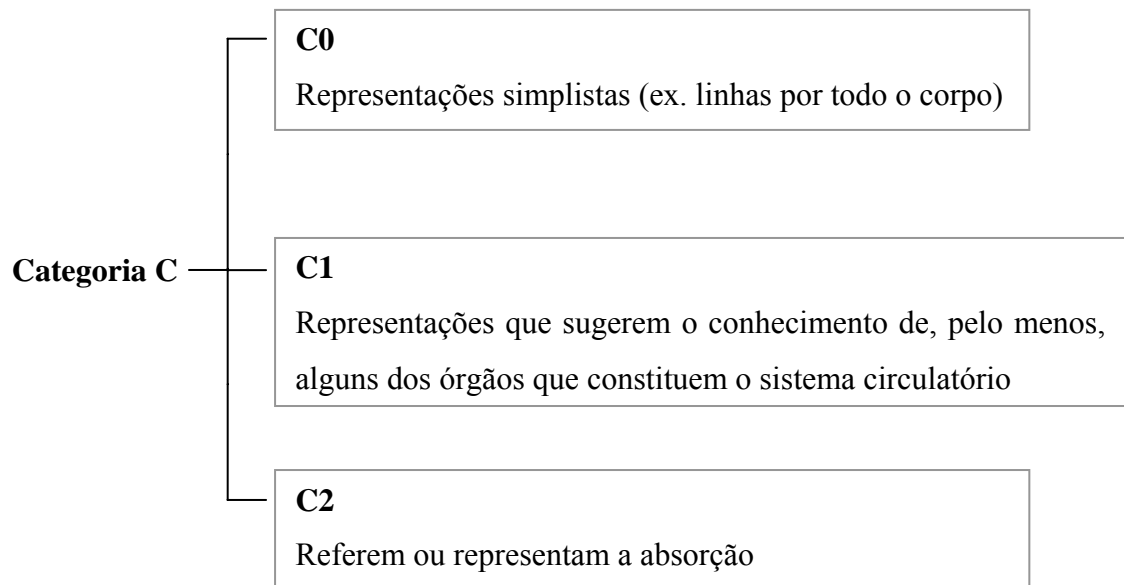 C0
Representações simplistas (ex. linhas por todo o corpo)
Categoria C
C1
Representações que sugerem o conhecimento de, pelo menos,
alguns dos órgãos que constituem o sistema circulatório
C2
Referem ou representam a absorção